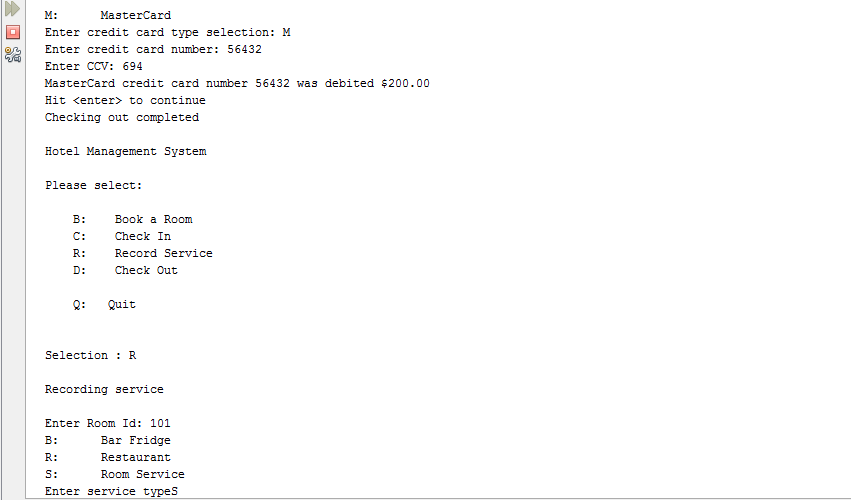 M:      MasterCard
Enter credit card type selection: M
Enter credit card number: 56432
Enter CCV: 694
MasterCard credit card number 56432 was debited $200.00
Hit <enter> to continue
Checking out completed
Hotel Management System
Please select:
B:    Book a Room
C:    Check In
R:    Record Service
D:    Check Out
Q:   Quit
Selection : R
Recording service
Enter Room Id: 101
B:      Bar Fridge
R:      Restaurant
S:      Room Service
Enter service typeS